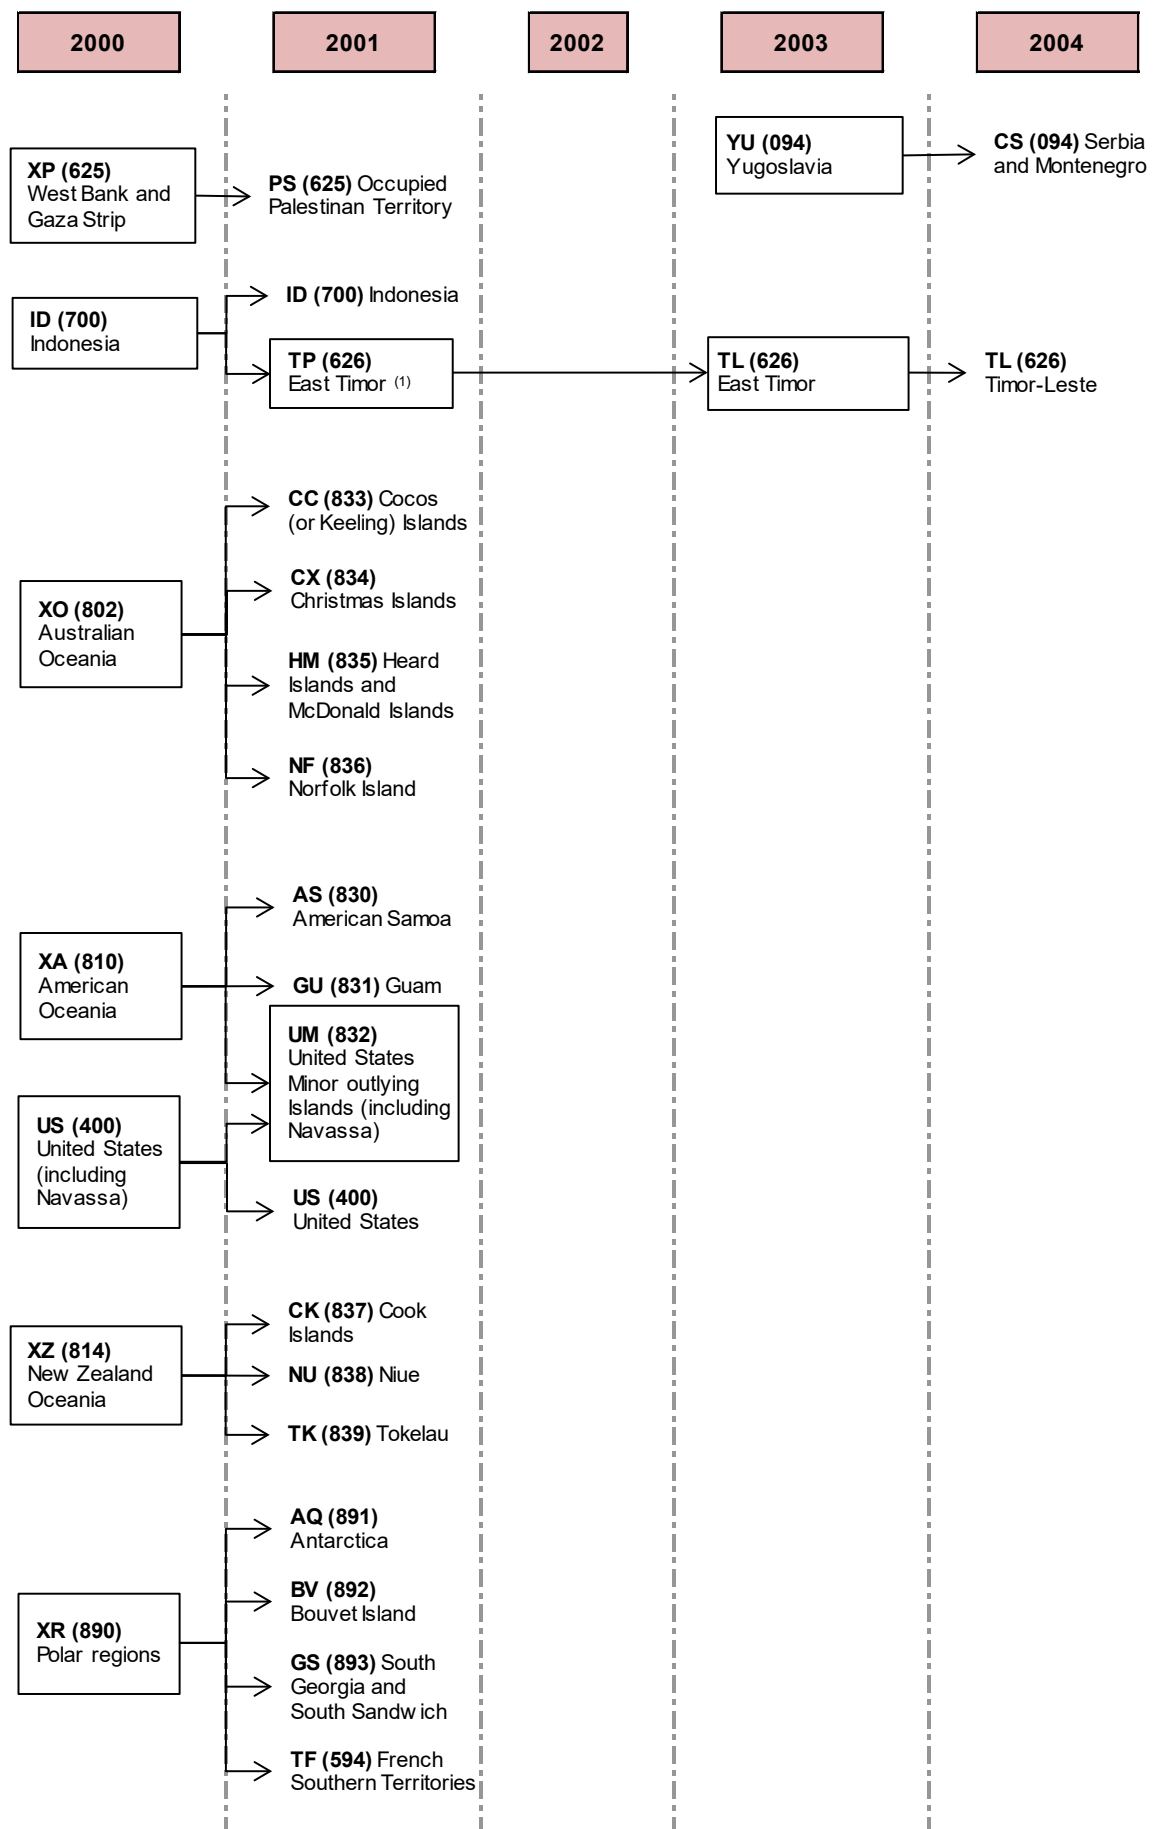 2000
2001
2002
2003
2004
YU (094)
Yugoslavia
CS (094) Serbia
and Montenegro
XP (625)
West Bank and
Gaza Strip
PS (625) Occupied
Palestinan Territory
ID (700)
Indonesia
ID (700) Indonesia
TP (626)
East Timor (1)
TL (626)
East Timor
TL (626)
Timor-Leste
XO (802)
Australian
Oceania
CC (833) Cocos
(or Keeling) Islands
CX (834)
Christmas Islands
HM (835) Heard
Islands and
McDonald Islands
NF (836)
Norfolk Island
XA (810)
American
Oceania
AS (830)
American Samoa
GU (831) Guam
UM (832)
United States
Minor outlying
Islands (including
Navassa)
US (400)
United States
(including
Navassa)
US (400)
United States
XZ (814)
New Zealand
Oceania
CK (837) Cook
Islands
NU (838) Niue
TK (839) Tokelau
XR (890)
Polar regions
AQ (891)
Antarctica
BV (892)
Bouvet Island
GS (893) South
Georgia and
South Sandwich
TF (594) French
Southern Territories